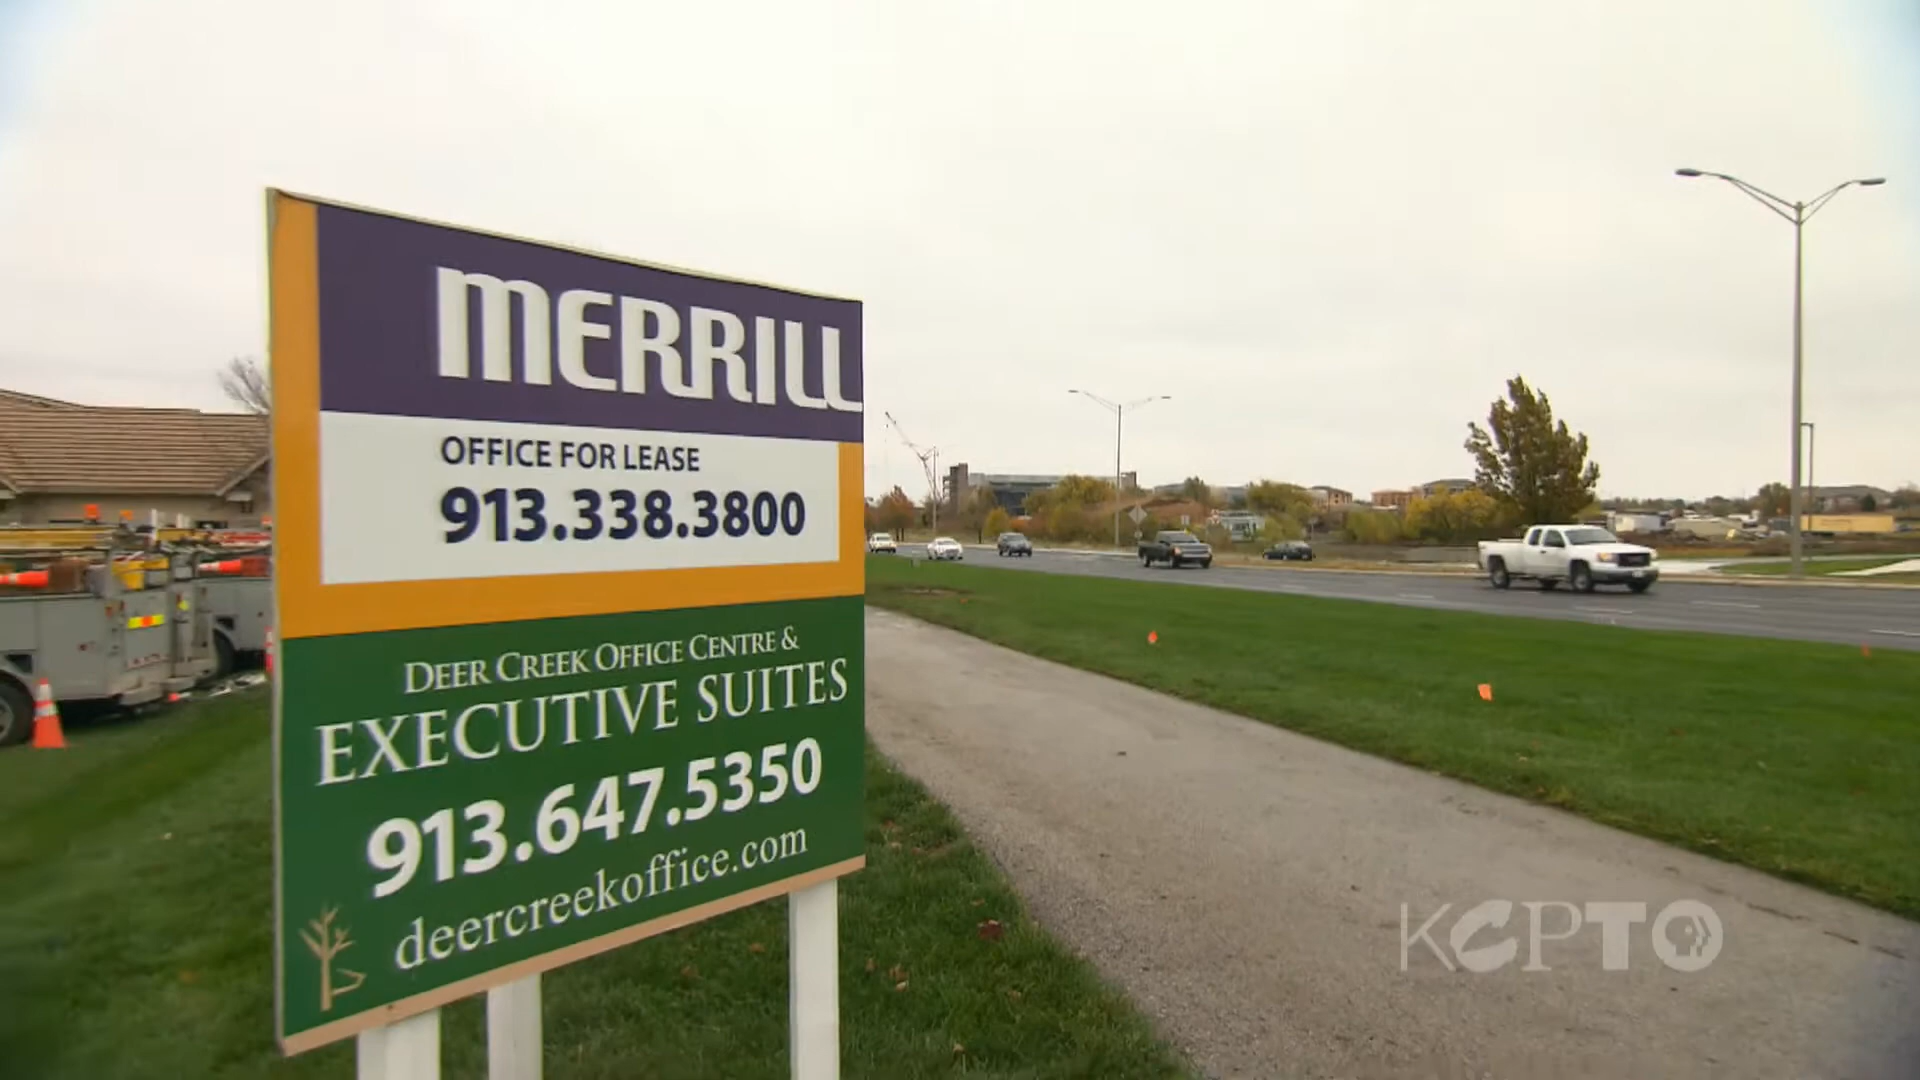 MERRILL
OFFICE FOR LEASE
913.338.3800
DEER CREEK OFFICE CENTRE &
EXECUTIVE SUITES
913.647.5350
deercreekoffice.com
KCPT